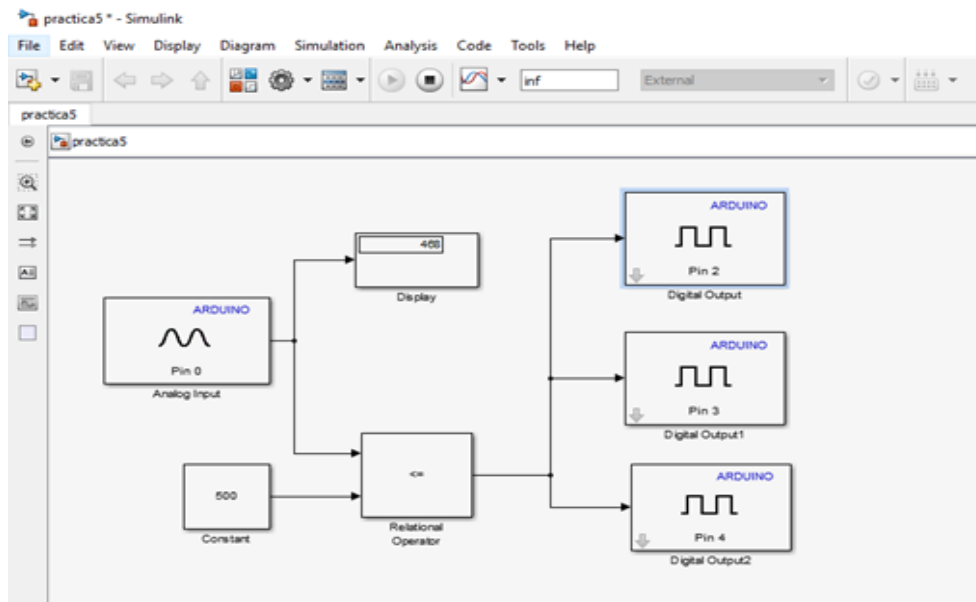 practica5 * - Simulink
File Edit View Display Diagram Simulation Analysis Code Tools Help
inf External
practica5
practica5
ARDUINO
Pin 0
Analog Input
468
Display
500
Constant
<=
Relational
Operator
ARDUINO
Pin 2
Digital Output
ARDUINO
Pin 3
Digital Output1
ARDUINO
Pin 4
Digital Output2